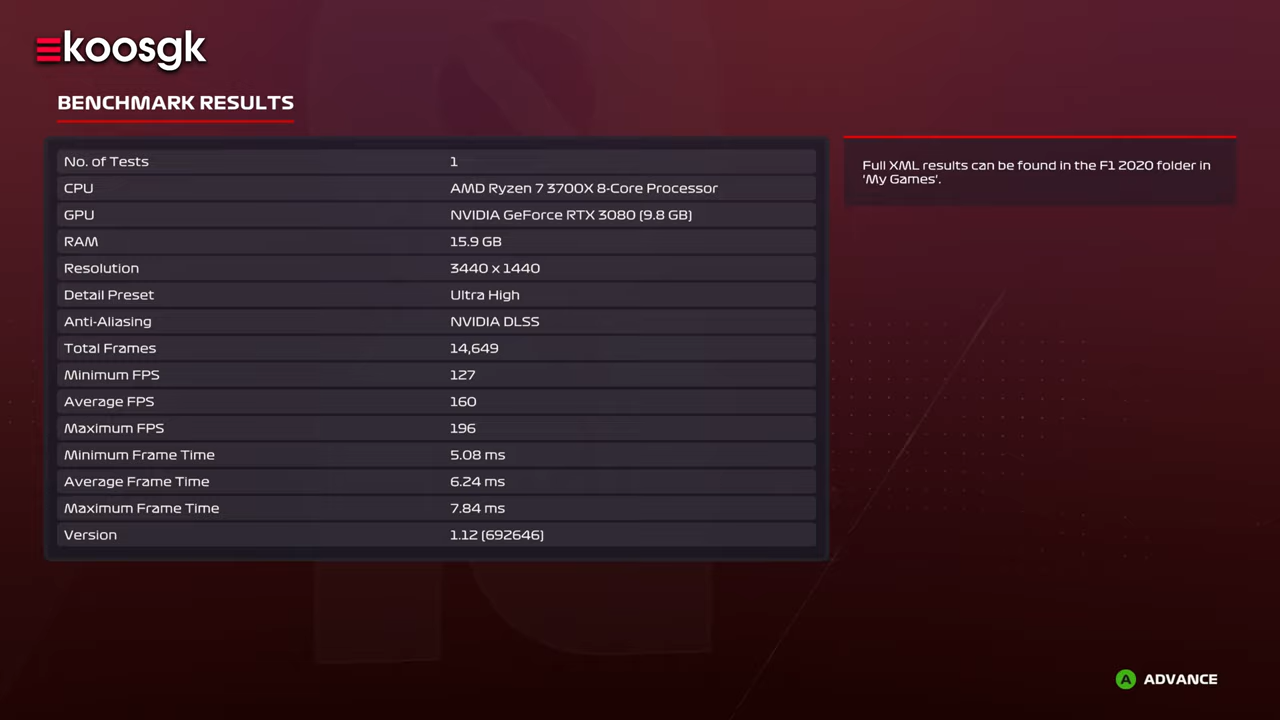 koosgk
BENCHMARK RESULTS
No. of Tests 1
CPU AMD Ryzen 7 3700X 8-Core Processor
GPU NVIDIA GeForce RTX 3080 (9.8 GB)
RAM 15.9 GB
Resolution 3440 x 1440
Detail Preset Ultra High
Anti-Aliasing NVIDIA DLSS
Total Frames 14,649
Minimum FPS 127
Average FPS 160
Maximum FPS 196
Minimum Frame Time 5.08 ms
Average Frame Time 6.24 ms
Maximum Frame Time 7.84 ms
Version 1.12 (692646)
Full XML results can be found in the F1 2020 folder in
'My Games'.
A ADVANCE